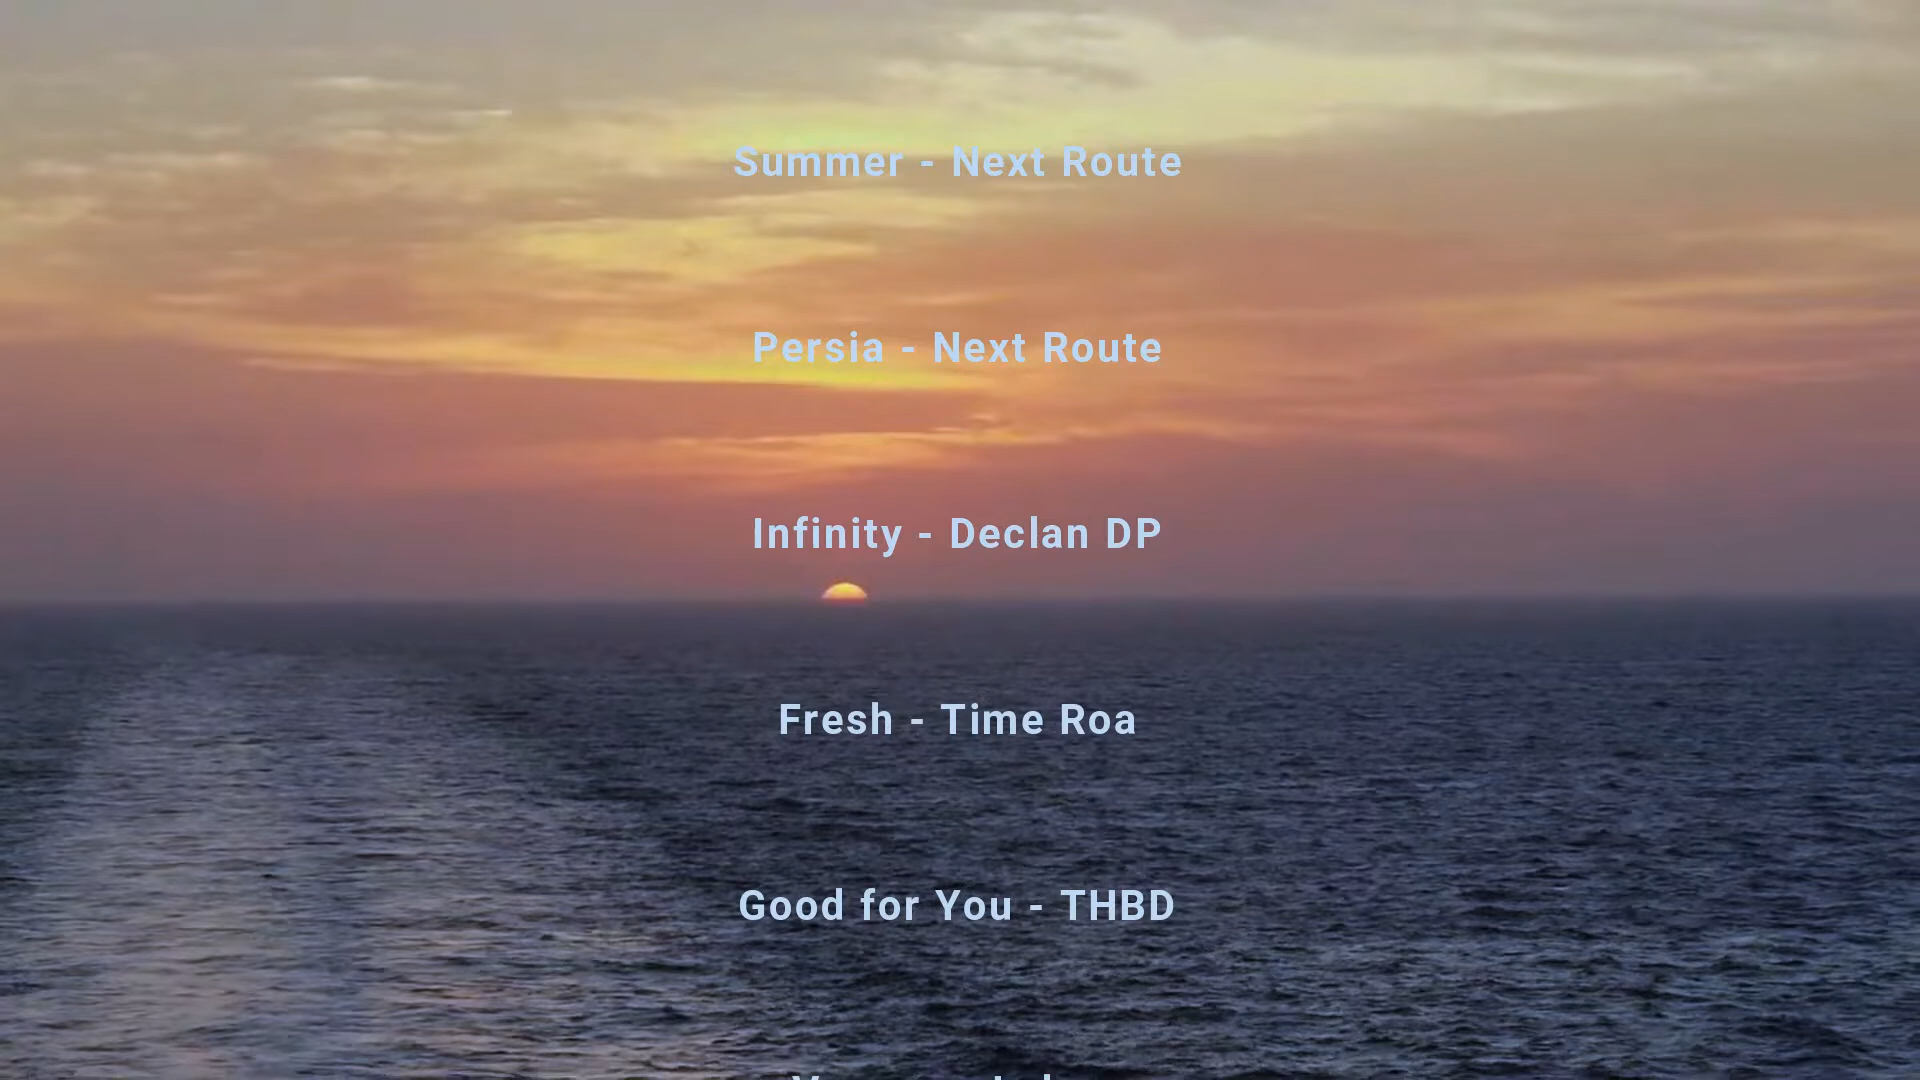 Summer - Next Route
Persia - Next Route
Infinity - Declan DP
Fresh - Time Roa
Good for You - THBD